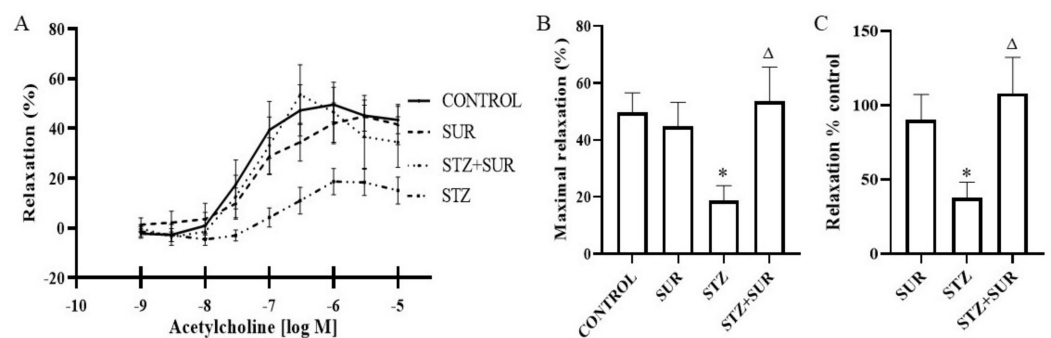 A
Relaxation (%)
80
60
40
20
0
-20
-10
-9
-8
-7
-6
-5
Acetylcholine [log M]
CONTROL
SUR
STZ+SUR
STZ
B
Maximal relaxation (%)
80
60
40
20
0
*
Δ
CONTROL
SUR
STZ
STZ+SUR
C
Relaxation % control
150
100
50
0
*
Δ
SUR
STZ
STZ+SUR